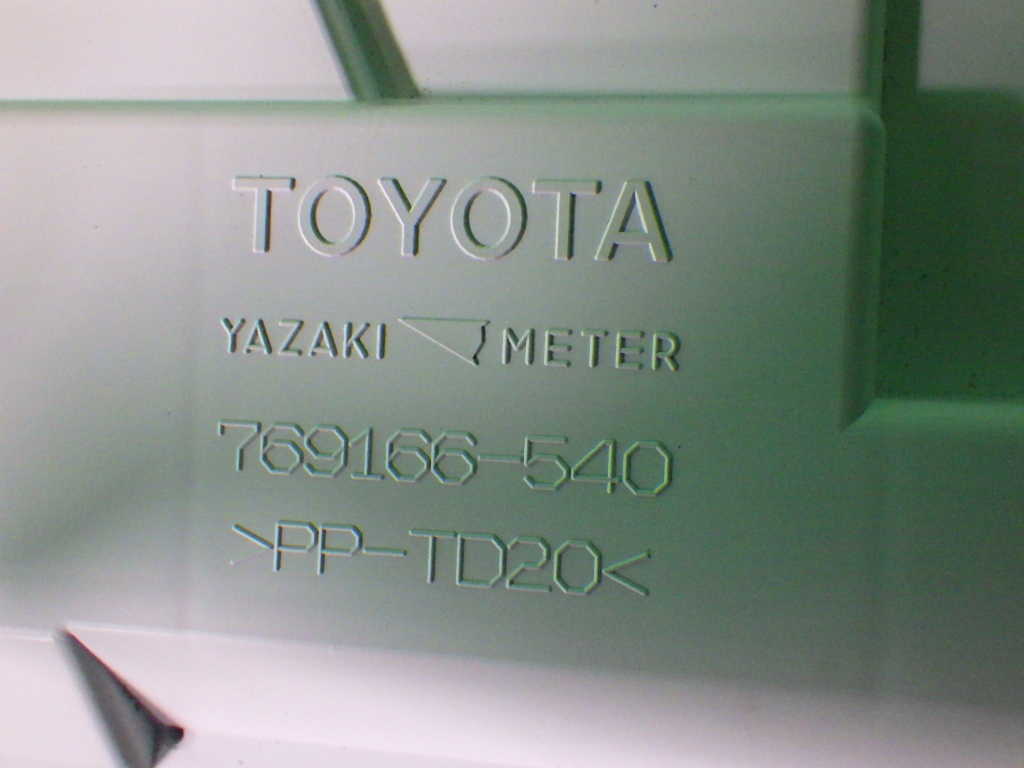 TOYOTA
YAZAKI METER
769166-540
>PP-TD20<